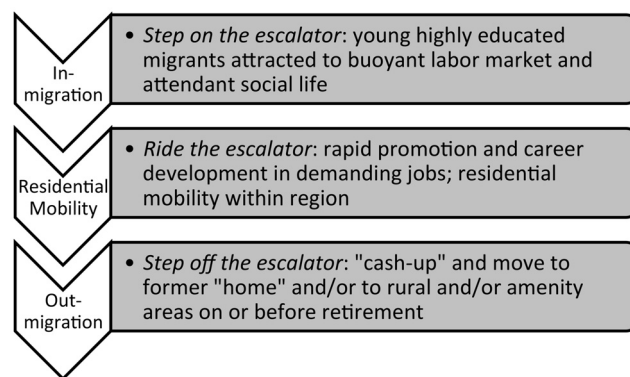 In-
migration
• Step on the escalator: young highly educated
migrants attracted to buoyant labor market and
attendant social life
Residential
Mobility
• Ride the escalator: rapid promotion and career
development in demanding jobs; residential
mobility within region
Out-
migration
• Step off the escalator: "cash-up" and move to
former "home" and/or to rural and/or amenity
areas on or before retirement